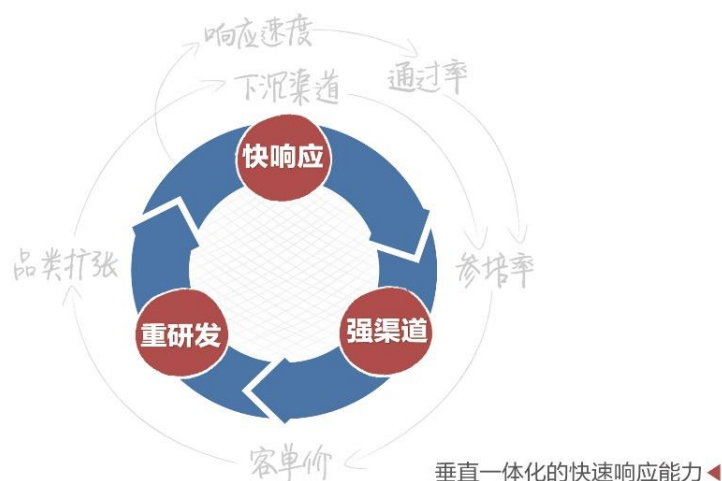 响应速度
通过率
下沉渠道
快响应
品类扩张
参培率
重研发
强渠道
客单价
垂直一体化的快速响应能力